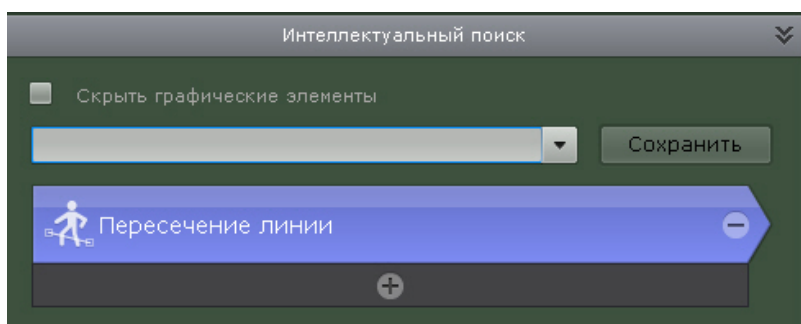 Интеллектуальный поиск
Скрыть графические элементы
Сохранить
Пересечение линии